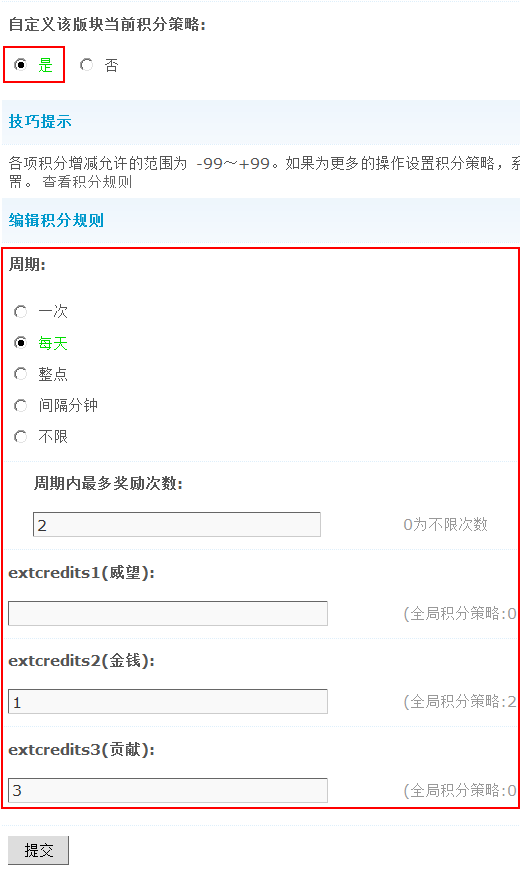 自定义该版块当前积分策略:
是 否
技巧提示
各项积分增减允许的范围为 -99～+99。如果为更多的操作设置积分策略，系
置。 查看积分规则
编辑积分规则
周期:
一次
每天
整点
间隔分钟
不限
周期内最多奖励次数:
2 0为不限次数
extcredits1(威望):
(全局积分策略:0
extcredits2(金钱):
1 (全局积分策略:2
extcredits3(贡献):
3 (全局积分策略:0
提交